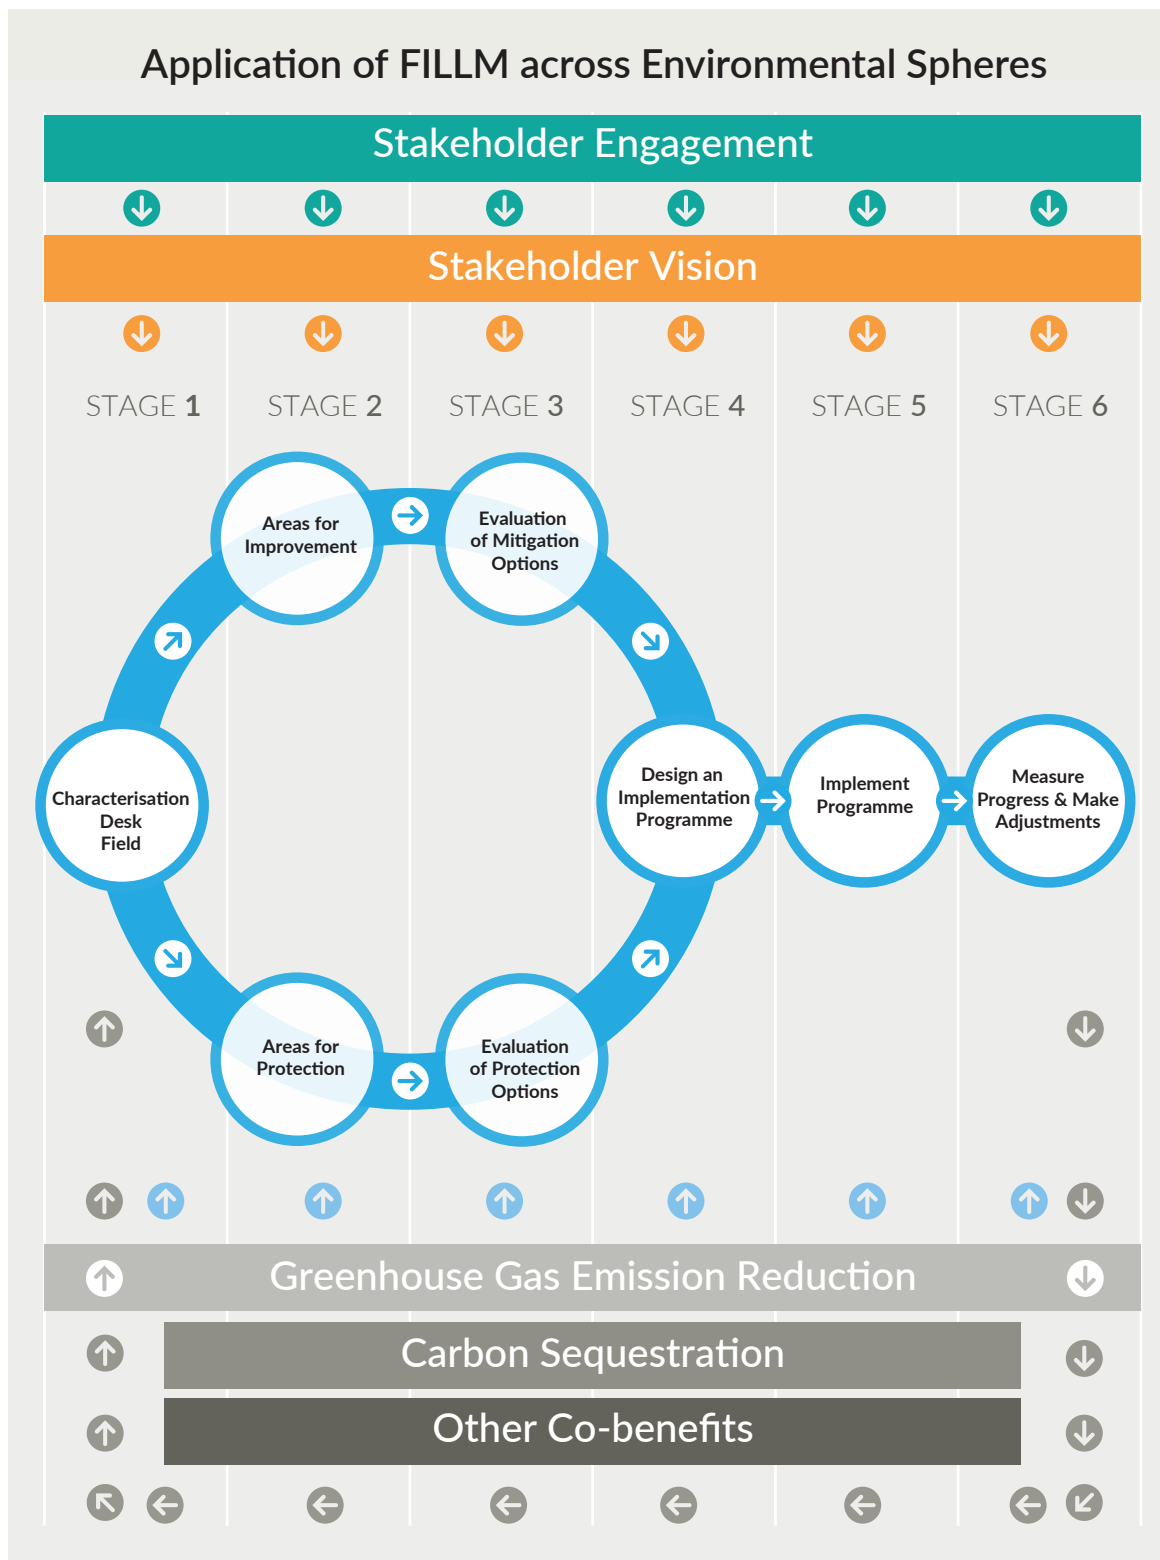 Application of FILLM across Environmental Spheres
Stakeholder Engagement
Stakeholder Vision
STAGE 1
STAGE 2
STAGE 3
STAGE 4
STAGE 5
STAGE 6
Areas for
Improvement
Evaluation
of Mitigation
Options
Characterisation
Desk
Field
Design an
Implementation
Programme
Implement
Programme
Measure
Progress & Make
Adjustments
Areas for
Protection
Evaluation
of Protection
Options
Greenhouse Gas Emission Reduction
Carbon Sequestration
Other Co-benefits